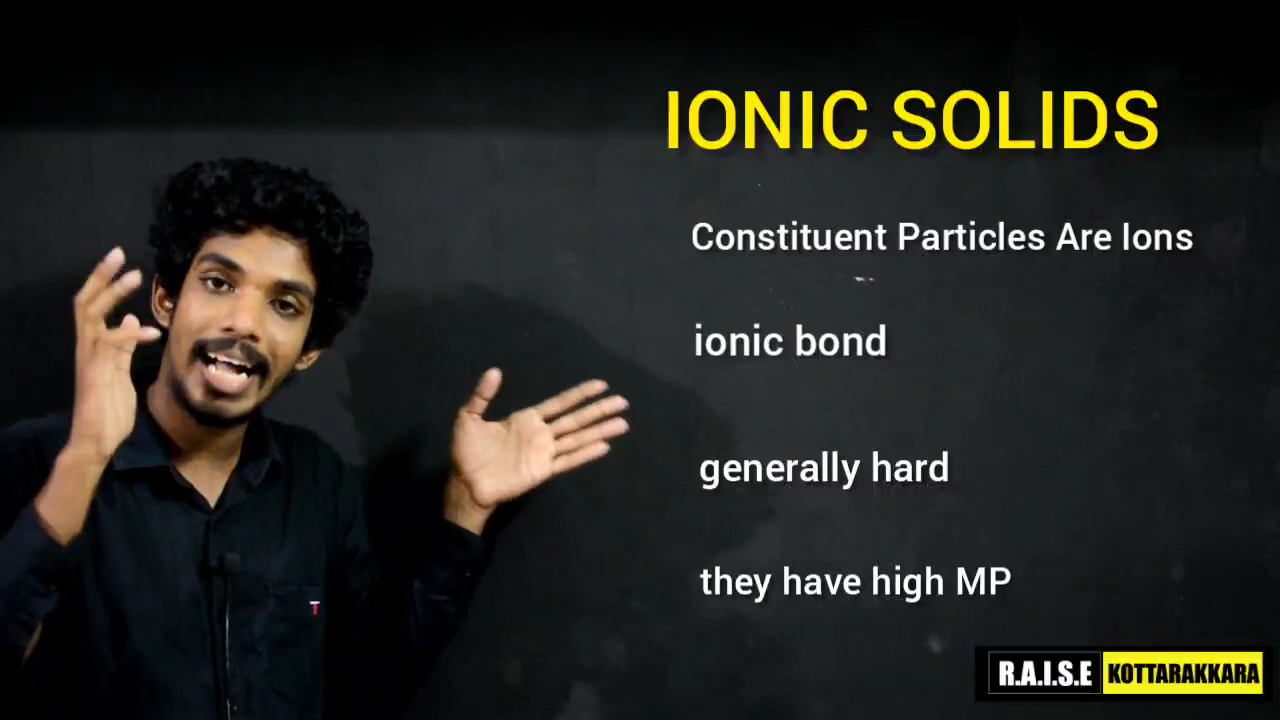 IONIC SOLIDS
Constituent Particles Are Ions
ionic bond
generally hard
they have high MP
T
R.A.I.S.E KOTTARAKKARA